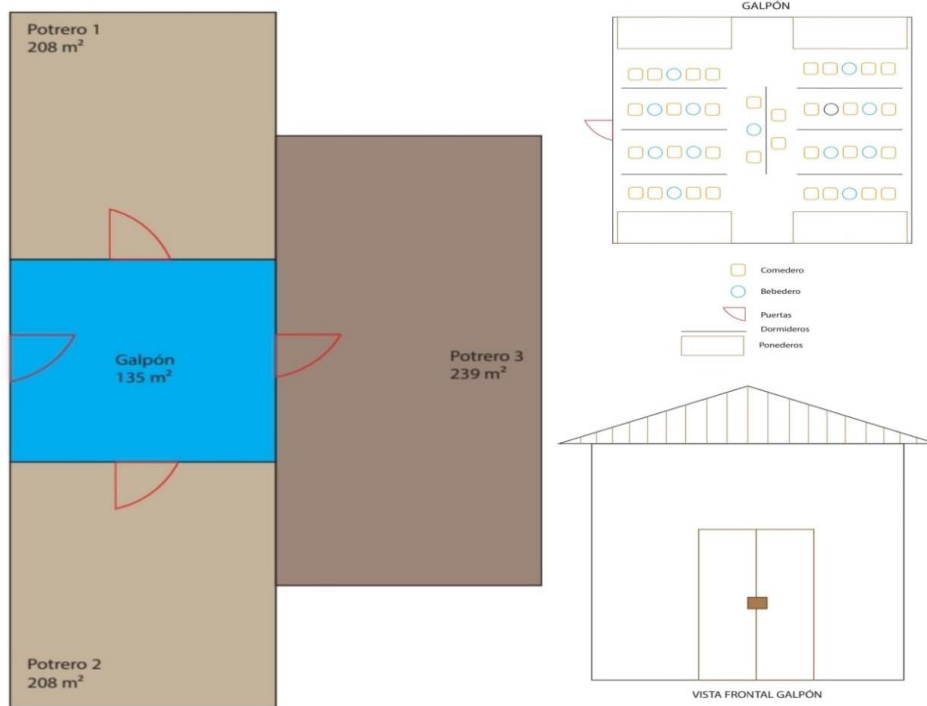 Potrero 1
208 m²
Galpón
135 m²
Potrero 3
239 m²
Potrero 2
208 m²
GALPÓN
Comedero
Bebedero
Puertas
Dormideros
Ponederos
VISTA FRONTAL GALPÓN